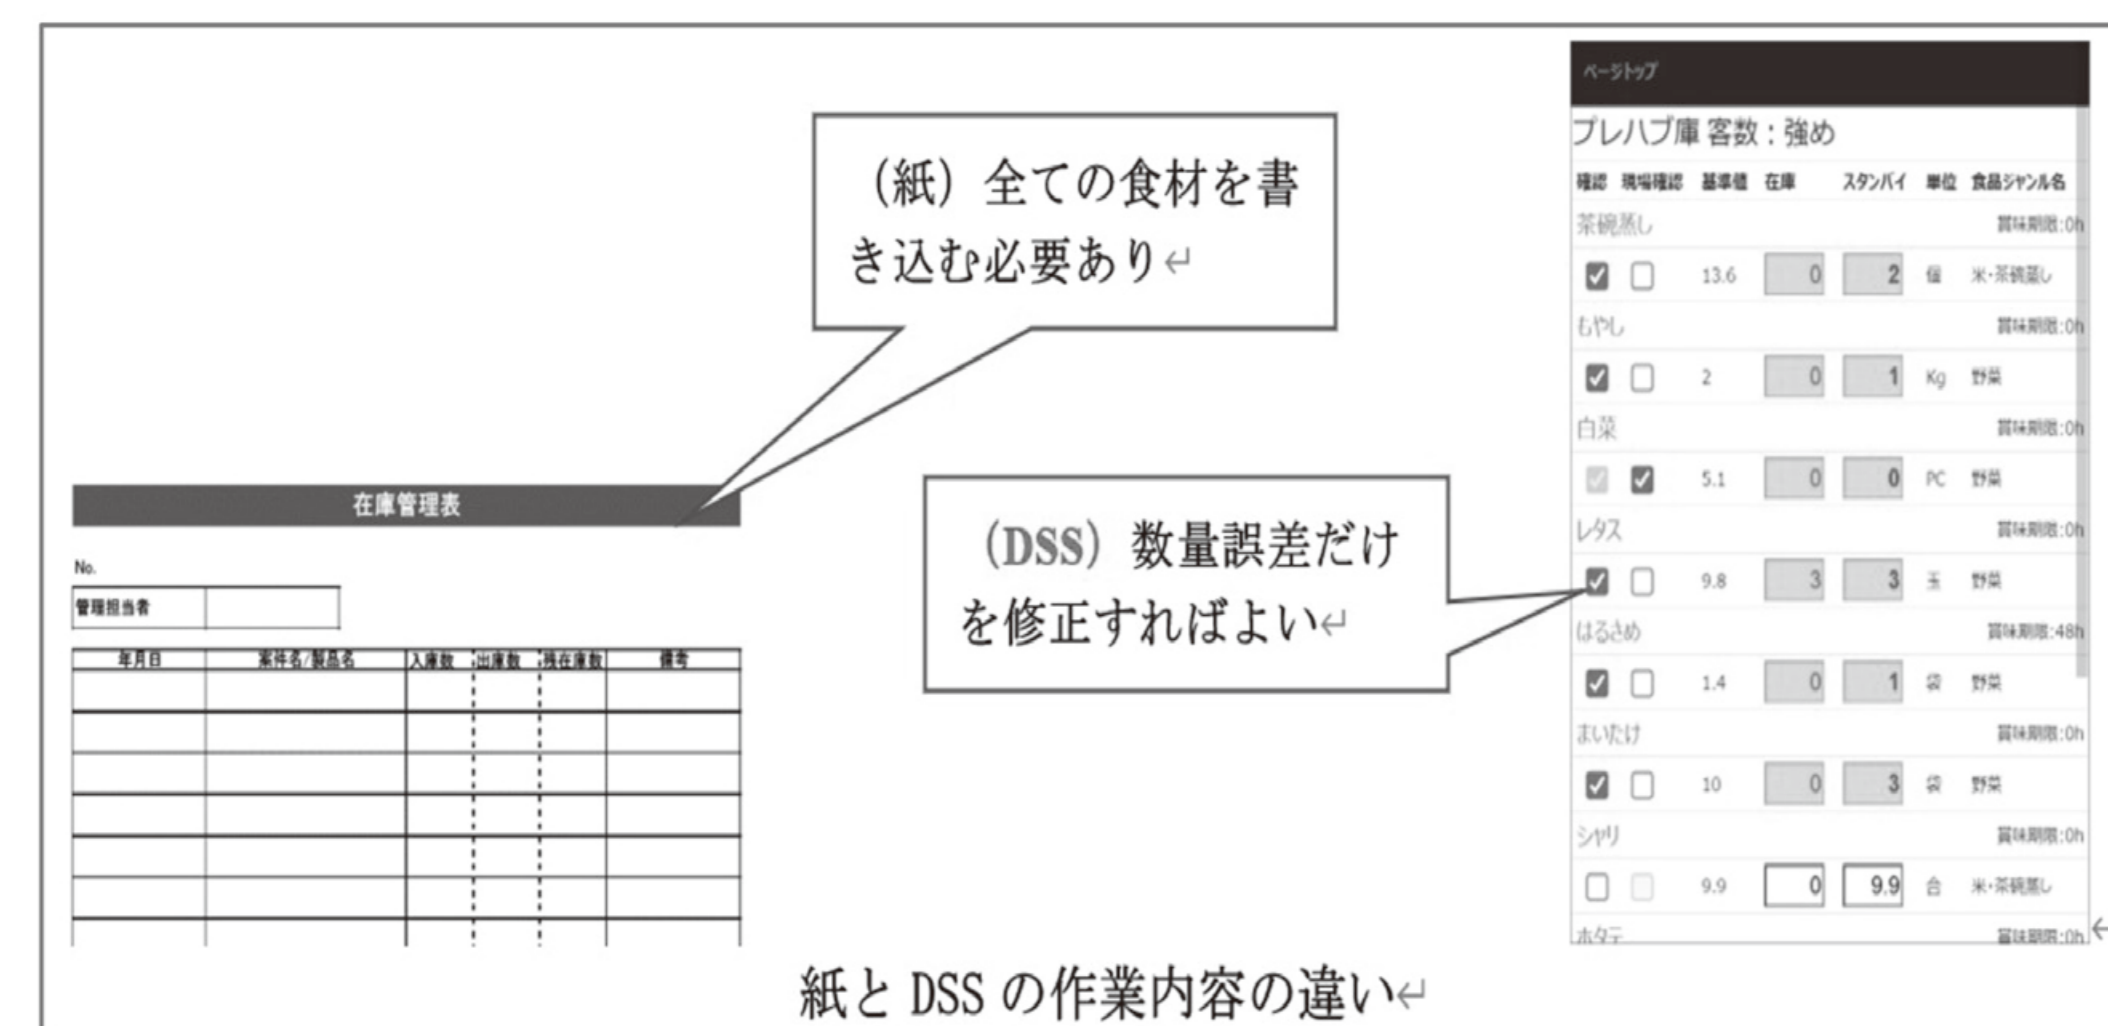 ページトップ
プレハブ庫 客数：強め
確認 現場確認 基準値 在庫 スタンバイ 単位 食品ジャンル名
茶碗蒸し 賞味期限:0h
13.6 0 2 個 米・茶碗蒸し
もやし 賞味期限:0h
2 0 1 Kg 野菜
白菜 賞味期限:0h
5.1 0 0 PC 野菜
レタス 賞味期限:0h
9.8 3 3 玉 野菜
はるさめ 賞味期限:48h
1.4 0 1 袋 野菜
まいたけ 賞味期限:0h
10 0 3 袋 野菜
シャリ 賞味期限:0h
9.9 0 9.9 合 米・茶碗蒸し
ホタテ 賞味期限:0h
（紙）全ての食材を書
き込む必要あり↵
（DSS）数量誤差だけ
を修正すればよい↵
在庫管理表
No.
管理担当者
年月日 案件名/製品名 入庫数 出庫数 残在庫数 備考
紙と DSS の作業内容の違い↵